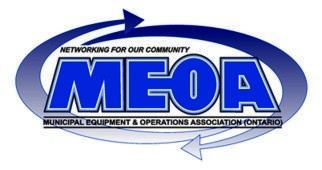 NETWORKING FOR OUR COMMUNITY
MEOA
MUNICIPAL EQUIPMENT & OPERATIONS ASSOCIATION (ONTARIO)